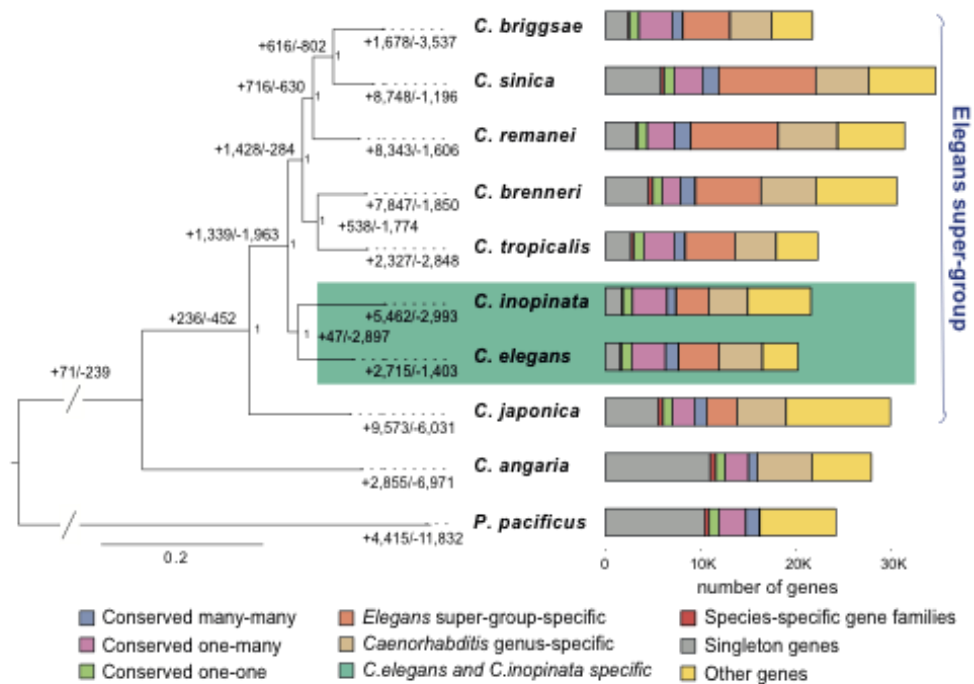 +616/-802
+1,678/-3,537
C. briggsae
1
+716/-630
+8,748/-1,196
C. sinica
1
+1,428/-284
+8,343/-1,606
C. remanei
1
+7,847/-1,850
C. brenneri
1
+538/-1,774
+1,339/-1,963
+2,327/-2,848
C. tropicalis
1
+5,462/-2,993
C. inopinata
+236/-452
1
1
+47/-2,897
+2,715/-1,403
C. elegans
+71/-239
+9,573/-6,031
C. japonica
Elegans super-group
+2,855/-6,971
C. angaria
+4,415/-11,832
P. pacificus
0.2
0 10K 20K 30K
number of genes
Conserved many-many
Conserved one-many
Conserved one-one
Elegans super-group-specific
Caenorhabditis genus-specific
C.elegans and C.inopinata specific
Species-specific gene families
Singleton genes
Other genes